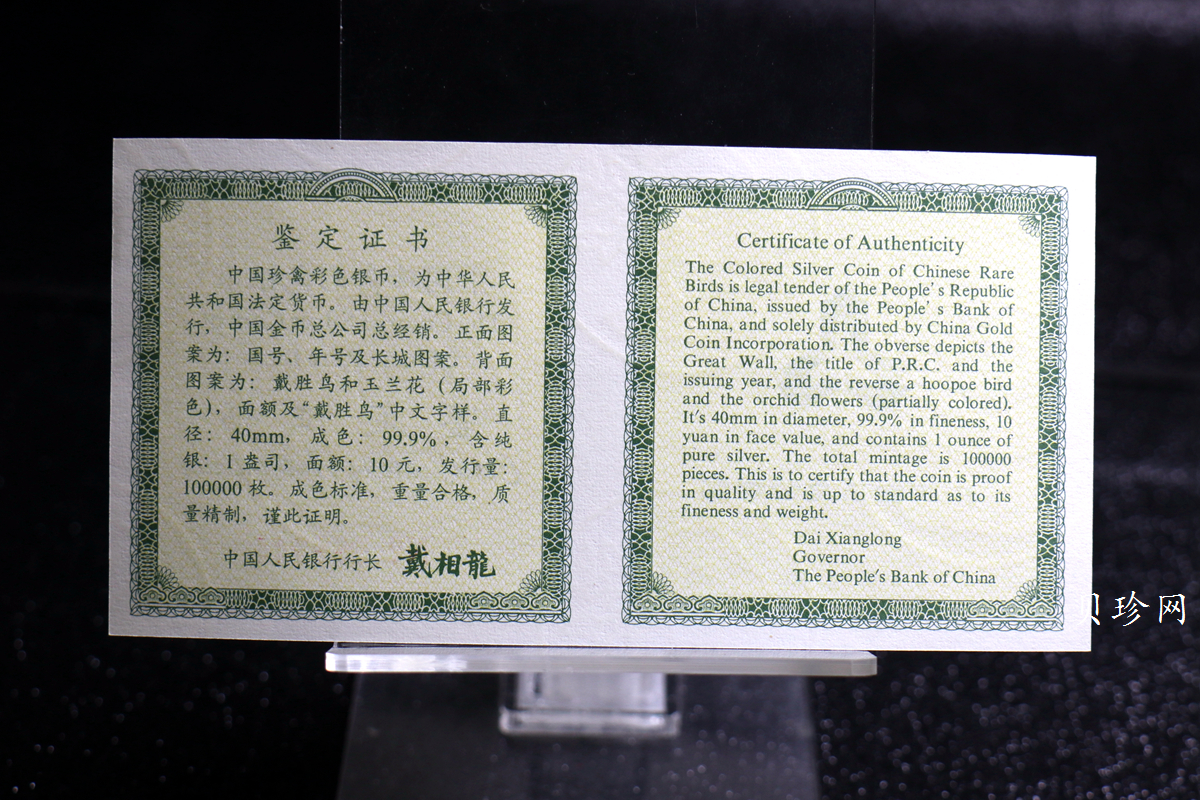 鉴定证书
中国珍禽彩色银币，为中华人民
共和国法定货币。由中国人民银行发
行，中国金币总公司总经销。正面图
案为：国号、年号及长城图案。背面
图案为：戴胜鸟和玉兰花（局部彩
色），面额及“戴胜鸟”中文字样。直
径：40mm，成色：99.9%，含纯
银：1盎司，面额：10元，发行量：
100000枚。成色标准，重量合格，质
量精制，谨此证明。
中国人民银行行长 戴相龍
Certificate of Authenticity
The Colored Silver Coin of Chinese Rare
Birds is legal tender of the People's Republic
of China, issued by the People's Bank of
China, and solely distributed by China Gold
Coin Incorporation. The obverse depicts the
Great Wall, the title of P.R.C. and the
issuing year, and the reverse a hoopoe bird
and the orchid flowers (partially colored).
It's 40mm in diameter, 99.9% in fineness, 10
yuan in face value, and contains 1 ounce of
pure silver. The total mintage is 100000
pieces. This is to certify that the coin is proof
in quality and is up to standard as to its
fineness and weight.
Dai Xianglong
Governor
The People's Bank of China
珍网